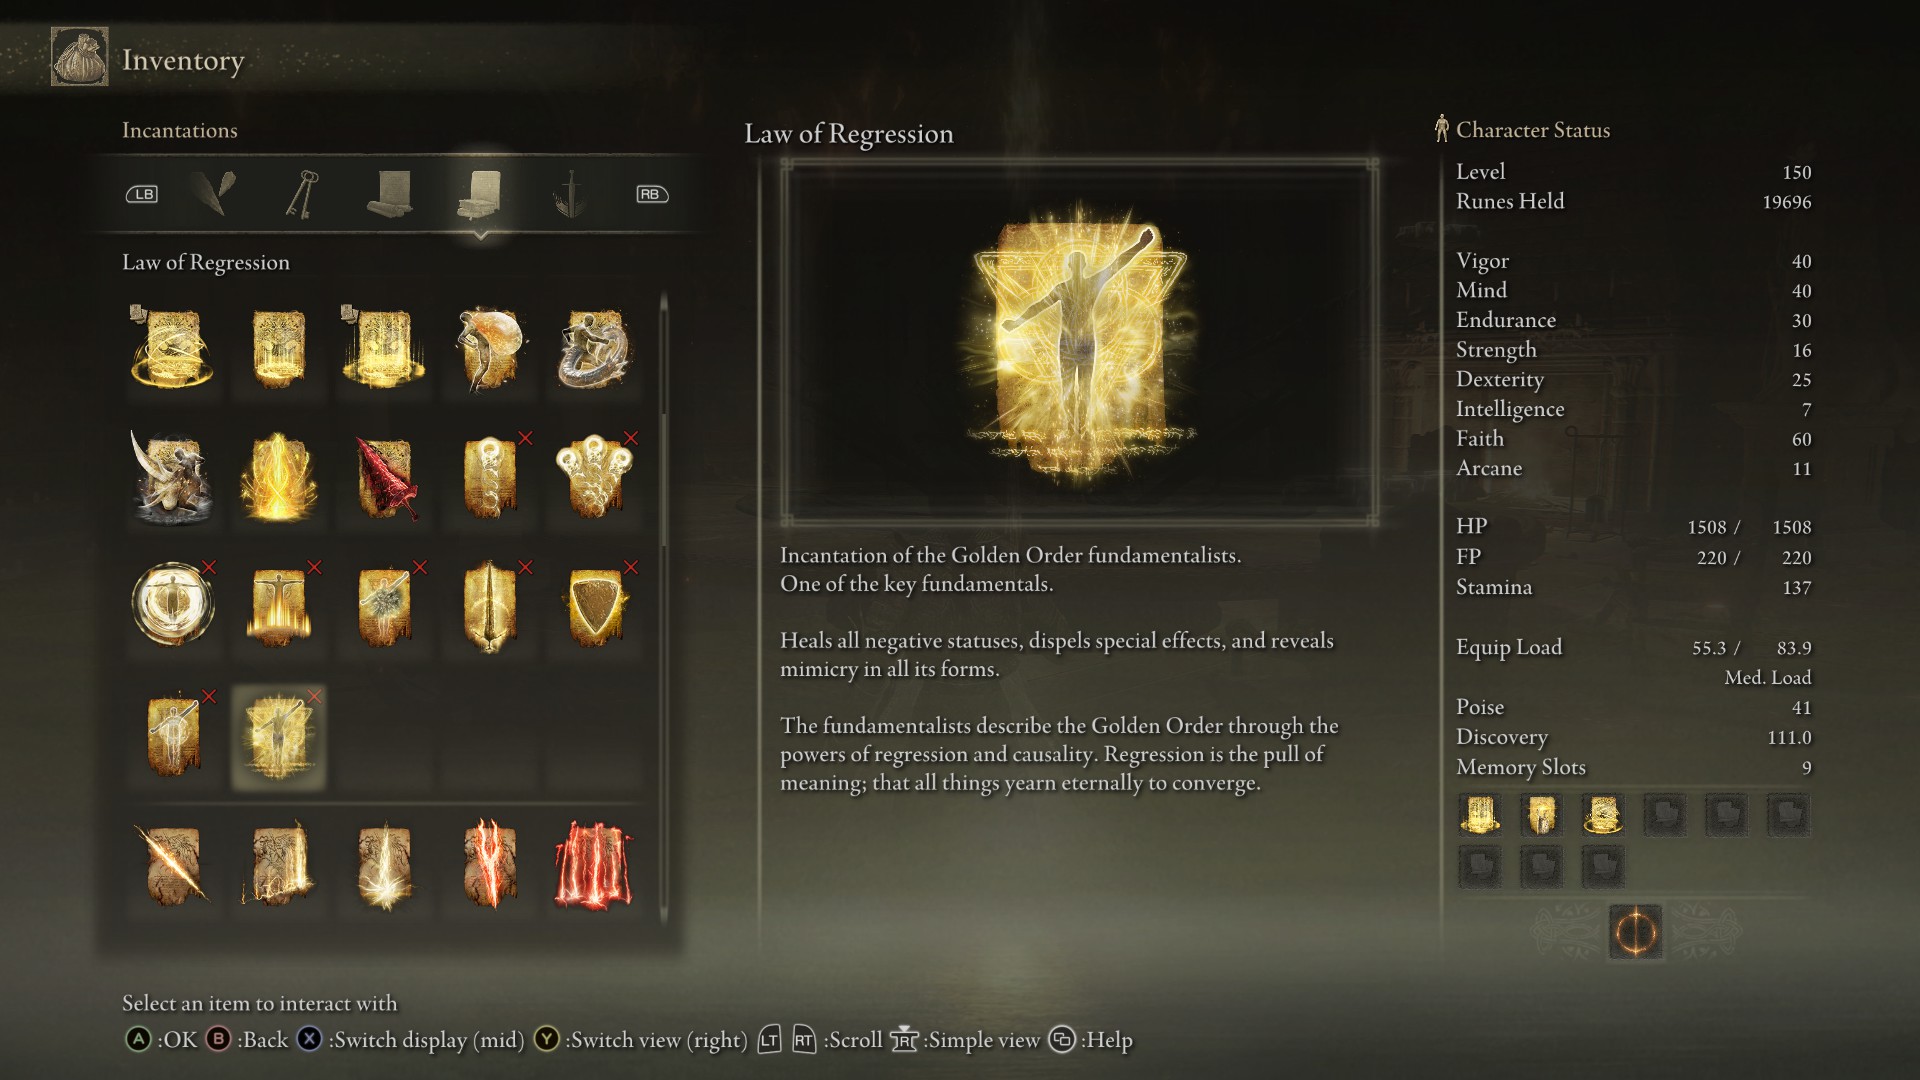 Inventory
Incantations
LB
RB
Law of Regression
Law of Regression
Incantation of the Golden Order fundamentalists.
One of the key fundamentals.
Heals all negative statuses, dispels special effects, and reveals
mimicry in all its forms.
The fundamentalists describe the Golden Order through the
powers of regression and causality. Regression is the pull of
meaning; that all things yearn eternally to converge.
Character Status
Level 150
Runes Held 19696
Vigor 40
Mind 40
Endurance 30
Strength 16
Dexterity 25
Intelligence 7
Faith 60
Arcane 11
HP 1508 / 1508
FP 220 / 220
Stamina 137
Equip Load 55.3 / 83.9
Med. Load
Poise 41
Discovery 111.0
Memory Slots 9
Select an item to interact with
A :OK B :Back X :Switch display (mid) Y :Switch view (right) LT RT :Scroll R :Simple view :Help